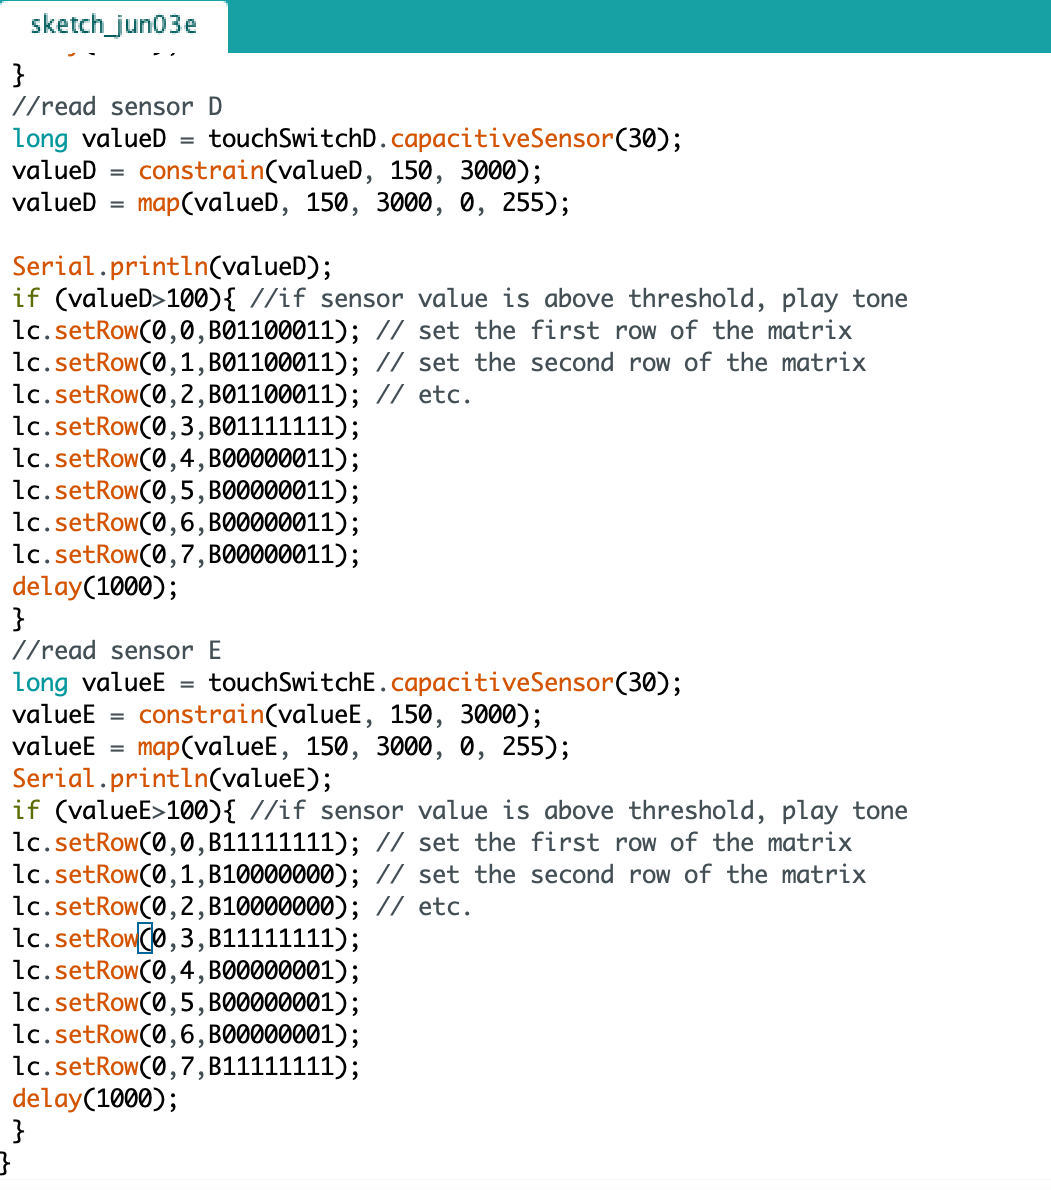 sketch_jun03e
}
//read sensor D
long valueD = touchSwitchD.capacitiveSensor(30);
valueD = constrain(valueD, 150, 3000);
valueD = map(valueD, 150, 3000, 0, 255);
Serial.println(valueD);
if (valueD>100){ //if sensor value is above threshold, play tone
lc.setRow(0,0,B01100011); // set the first row of the matrix
lc.setRow(0,1,B01100011); // set the second row of the matrix
lc.setRow(0,2,B01100011); // etc.
lc.setRow(0,3,B01111111);
lc.setRow(0,4,B00000011);
lc.setRow(0,5,B00000011);
lc.setRow(0,6,B00000011);
lc.setRow(0,7,B00000011);
delay(1000);
}
//read sensor E
long valueE = touchSwitchE.capacitiveSensor(30);
valueE = constrain(valueE, 150, 3000);
valueE = map(valueE, 150, 3000, 0, 255);
Serial.println(valueE);
if (valueE>100){ //if sensor value is above threshold, play tone
lc.setRow(0,0,B11111111); // set the first row of the matrix
lc.setRow(0,1,B10000000); // set the second row of the matrix
lc.setRow(0,2,B10000000); // etc.
lc.setRow(0,3,B11111111);
lc.setRow(0,4,B00000001);
lc.setRow(0,5,B00000001);
lc.setRow(0,6,B00000001);
lc.setRow(0,7,B11111111);
delay(1000);
}
}